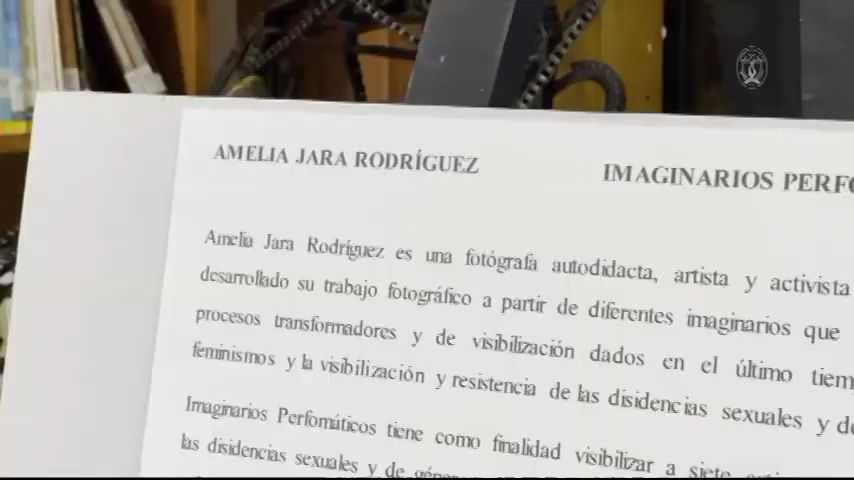 AMELIA JARA RODRÍGUEZ IMAGINARIOS
Amelia Jara Rodríguez es una fotógrafa autodidacta, artista y activista
desarrollado su trabajo fotográfico a partir de diferentes imaginarios que
procesos transformadores y de visibilización dados en el último
feminismos y la visibilización y resistencia de las disidencias sexuales y
Imaginarios Perfomáticos tiene como finalidad visibilizar a siete
las disidencias sexuales y de